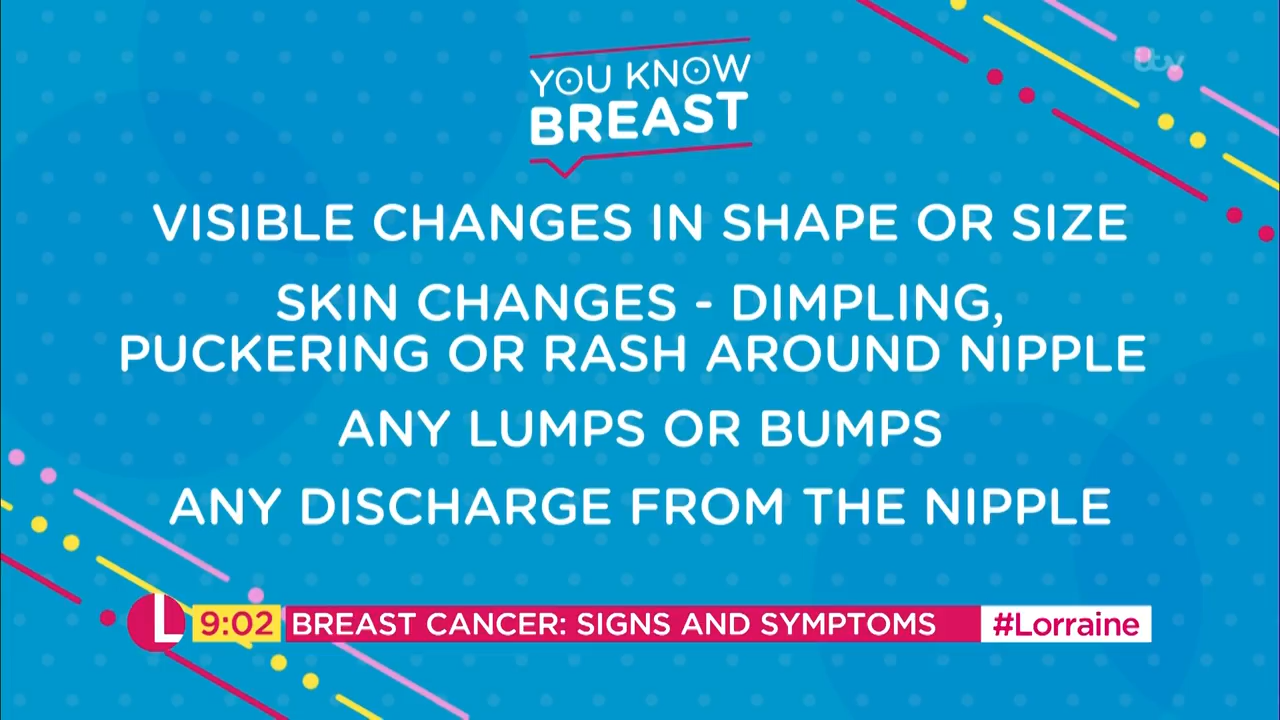 itv
YOU KNOW
BREAST
VISIBLE CHANGES IN SHAPE OR SIZE
SKIN CHANGES - DIMPLING,
PUCKERING OR RASH AROUND NIPPLE
ANY LUMPS OR BUMPS
ANY DISCHARGE FROM THE NIPPLE
L 9:02 BREAST CANCER: SIGNS AND SYMPTOMS #Lorraine